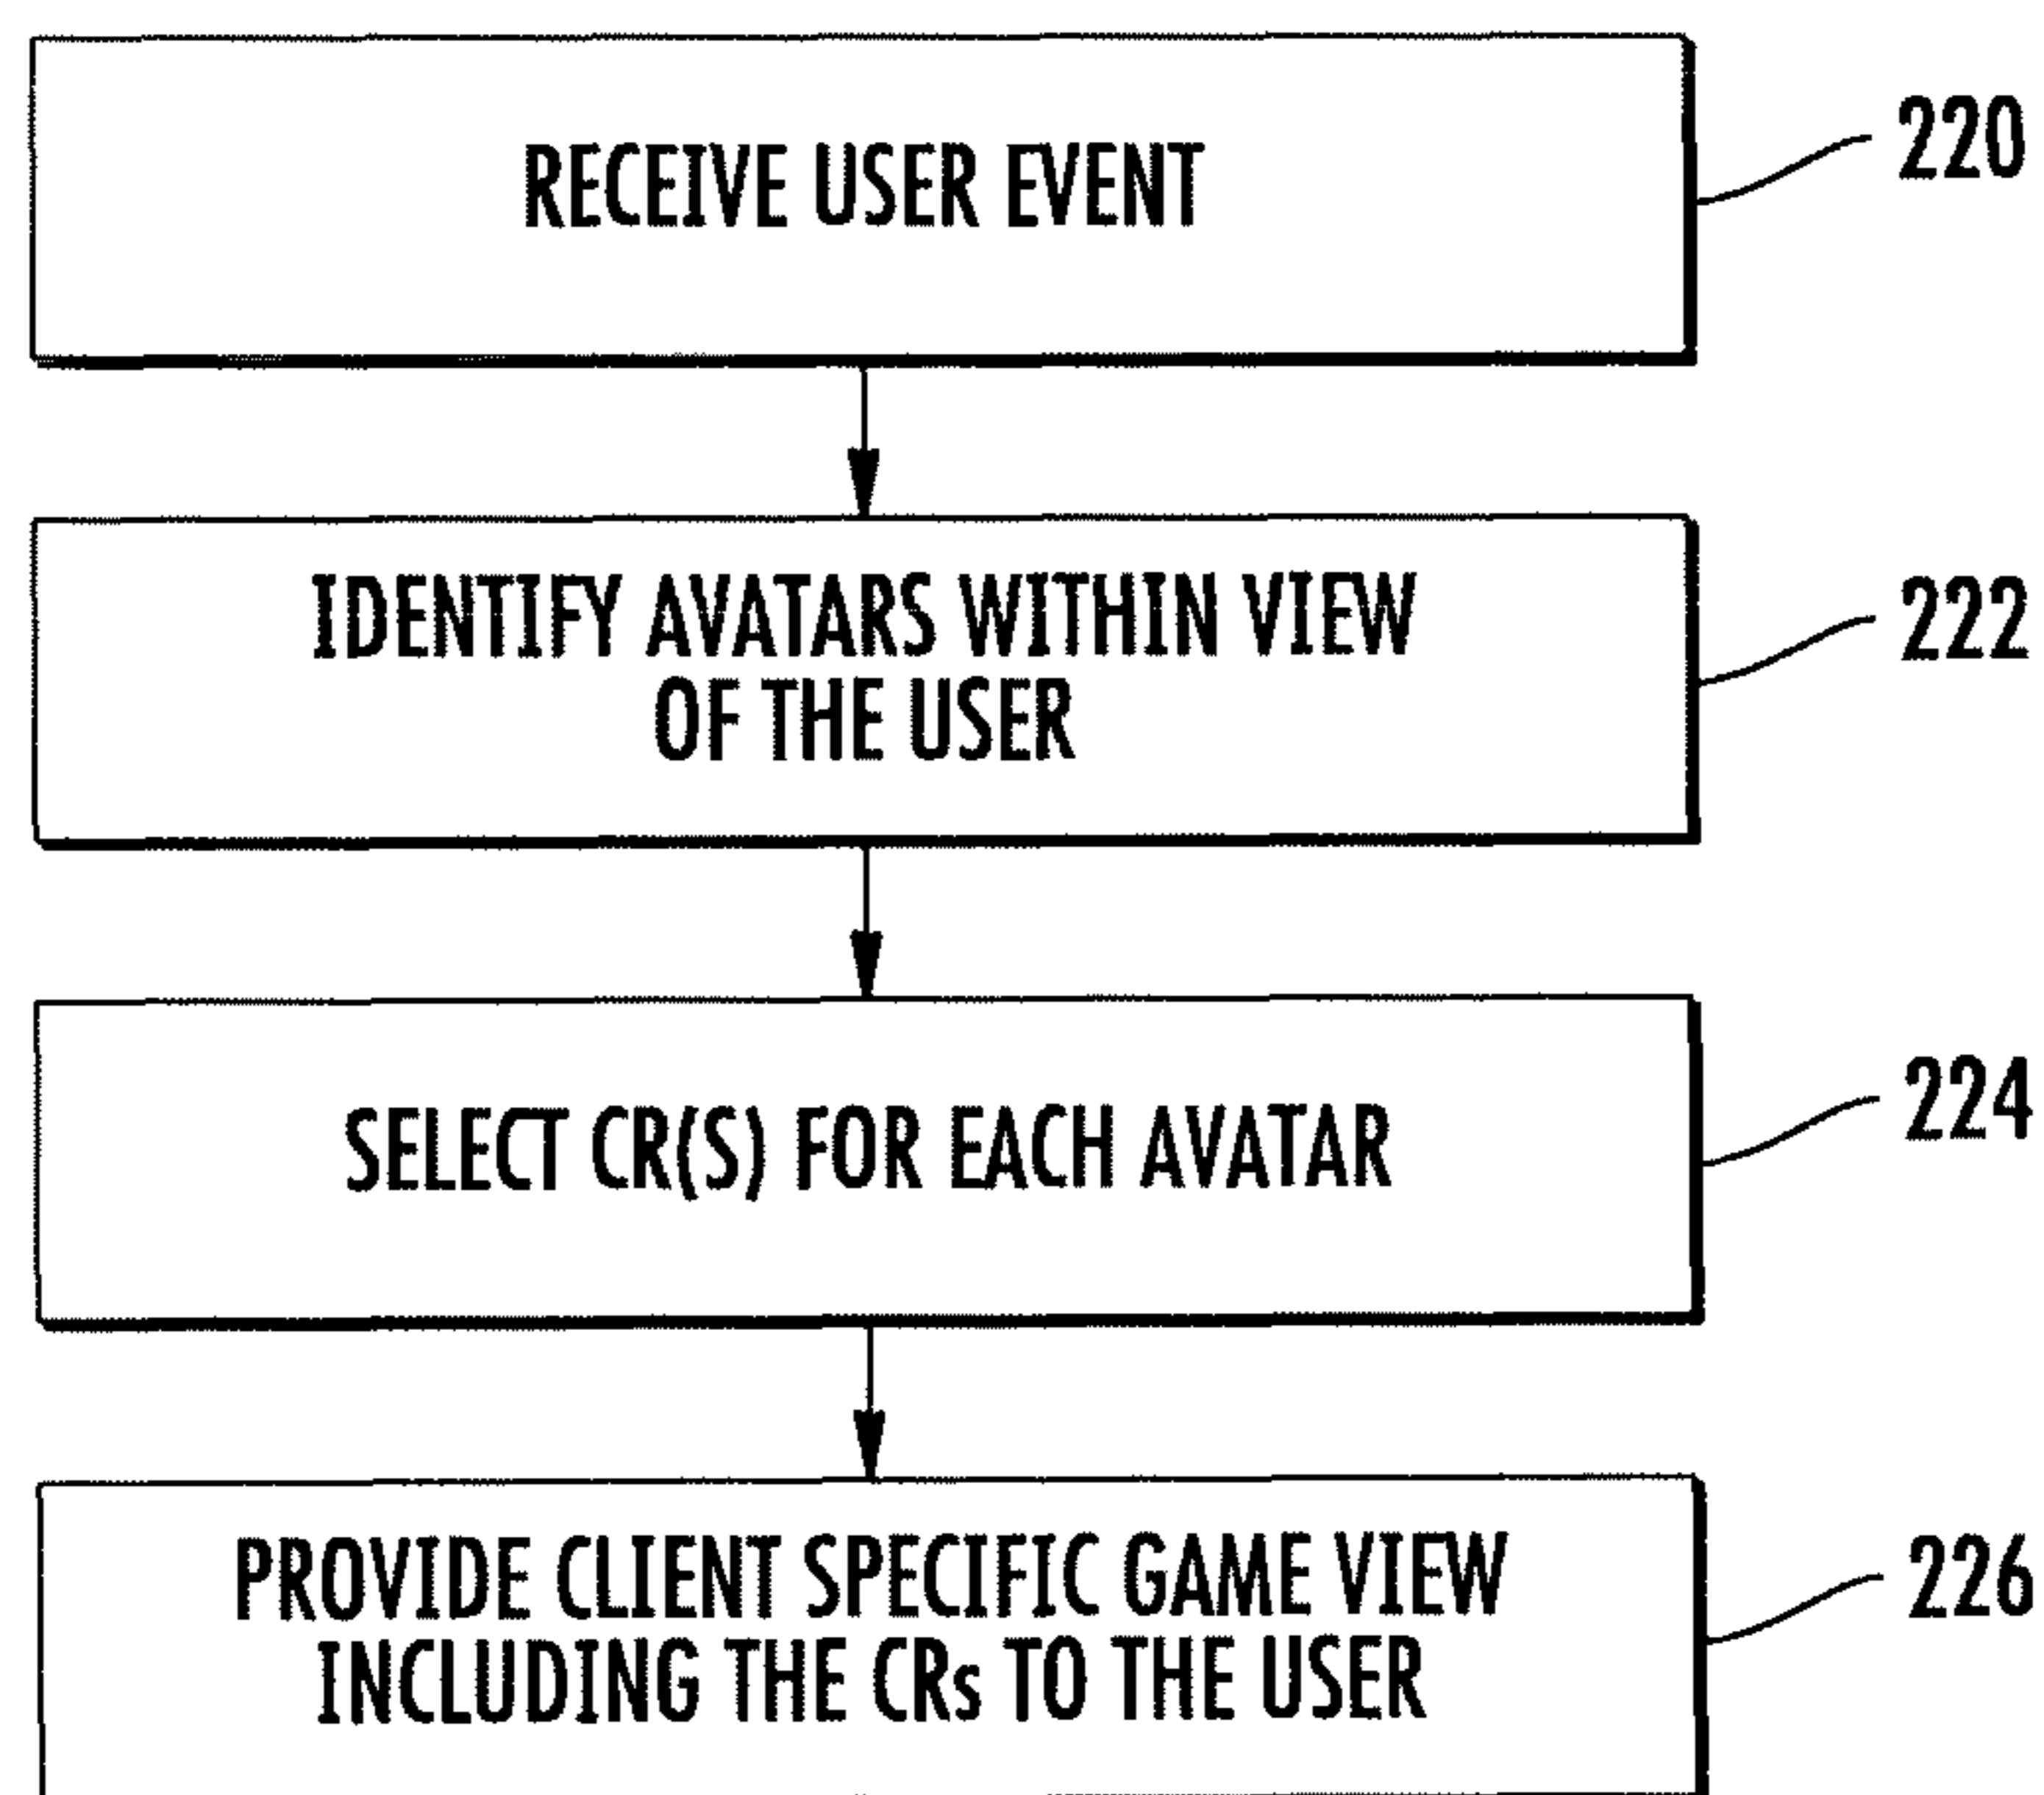 RECEIVE USER EVENT
220
IDENTIFY AVATARS WITHIN VIEW
OF THE USER
222
SELECT CR(S) FOR EACH AVATAR
224
PROVIDE CLIENT SPECIFIC GAME VIEW
INCLUDING THE CRs TO THE USER
226